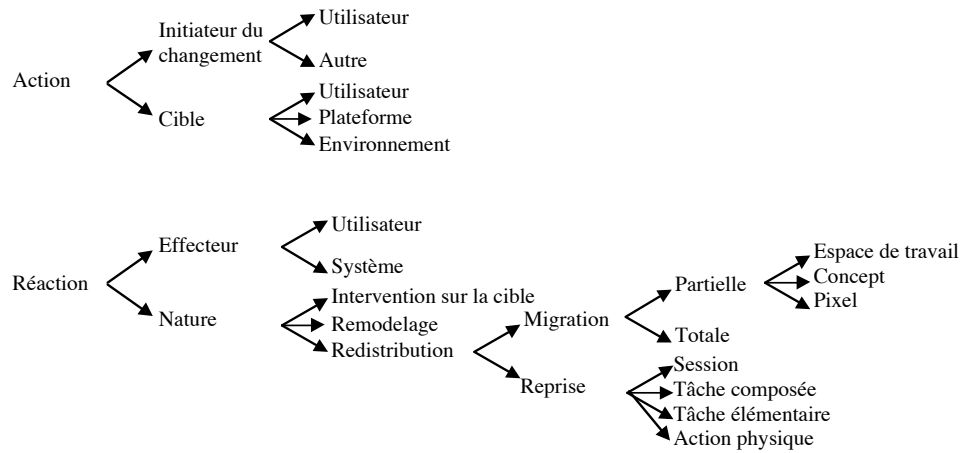 Action
Initiateur du
changement
Utilisateur
Autre
Cible
Utilisateur
Plateforme
Environnement
Réaction
Effecteur
Utilisateur
Système
Nature
Intervention sur la cible
Remodelage
Redistribution
Migration
Partielle
Espace de travail
Concept
Pixel
Totale
Reprise
Session
Tâche composée
Tâche élémentaire
Action physique